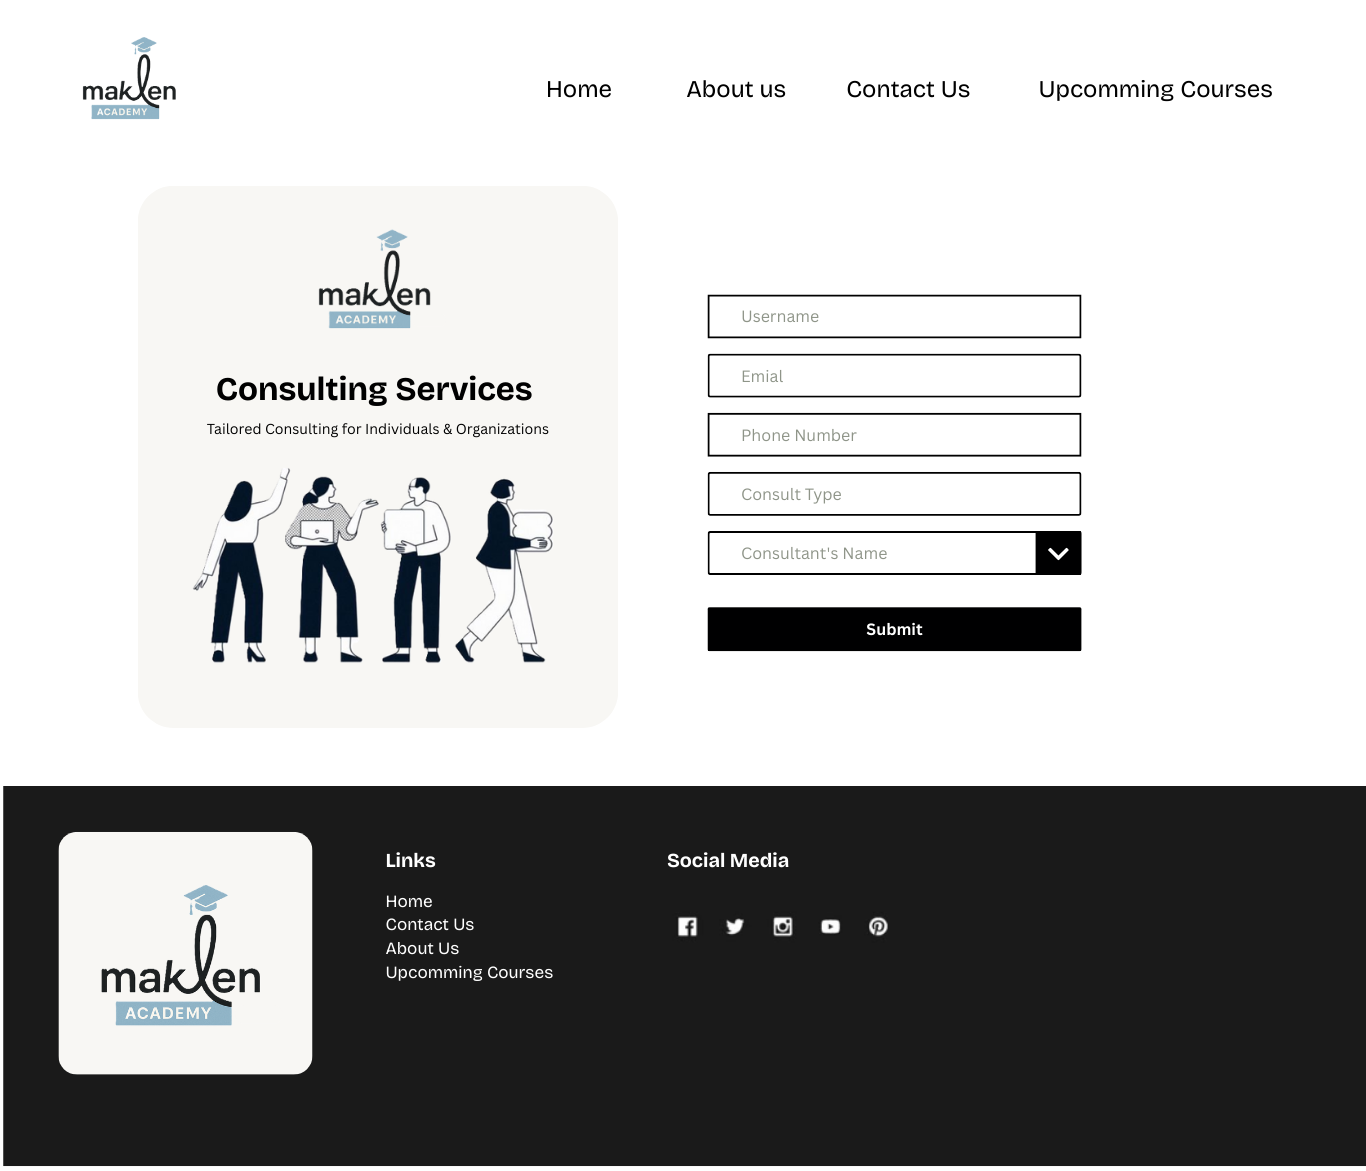 maklen
ACADEMY
Home About us Contact Us Upcomming Courses
maklen
ACADEMY
Consulting Services
Tailored Consulting for Individuals & Organizations
Username
Emial
Phone Number
Consult Type
Consultant's Name
Submit
maklen
ACADEMY
Links
Home
Contact Us
About Us
Upcomming Courses
Social Media